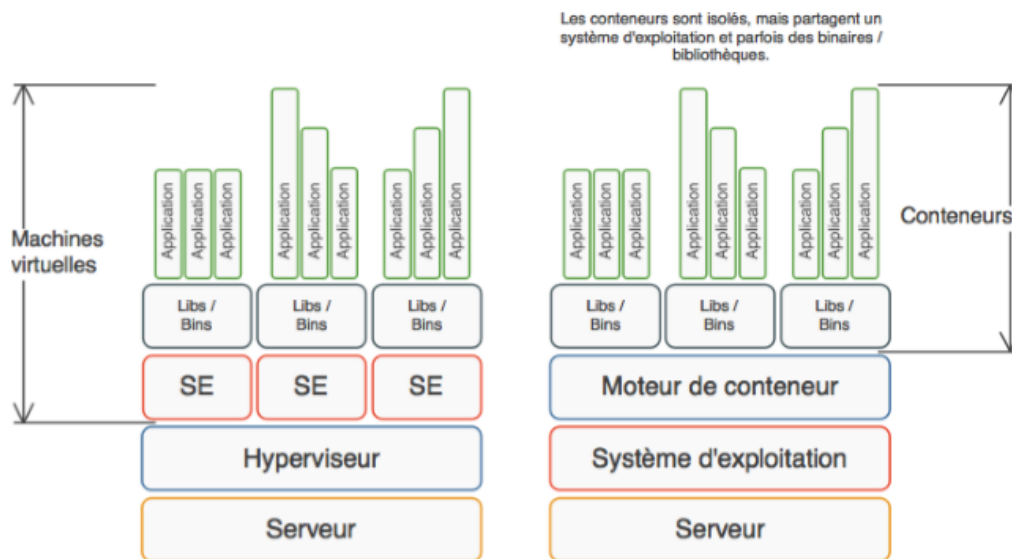 Les conteneurs sont isolés, mais partagent un
système d'exploitation et parfois des binaires /
bibliothèques.
Machines
virtuelles
Application
Application
Application
Application
Application
Application
Application
Application
Application
Libs /
Bins
Libs /
Bins
Libs /
Bins
SE
SE
SE
Hyperviseur
Serveur
Application
Application
Application
Application
Application
Application
Application
Application
Application
Conteneurs
Libs /
Bins
Libs /
Bins
Libs /
Bins
Moteur de conteneur
Système d'exploitation
Serveur